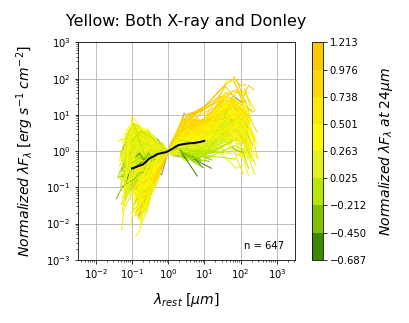 Yellow: Both X-ray and Donley
Normalized λF_λ [erg s⁻¹ cm⁻²]
10³
10²
10¹
10⁰
10⁻¹
10⁻²
10⁻³
n = 647
10⁻² 10⁻¹ 10⁰ 10¹ 10² 10³
λ_rest [μm]
1.213
0.976
0.738
0.501
0.263
0.025
−0.212
−0.450
−0.687
Normalized λF_λ at 24μm